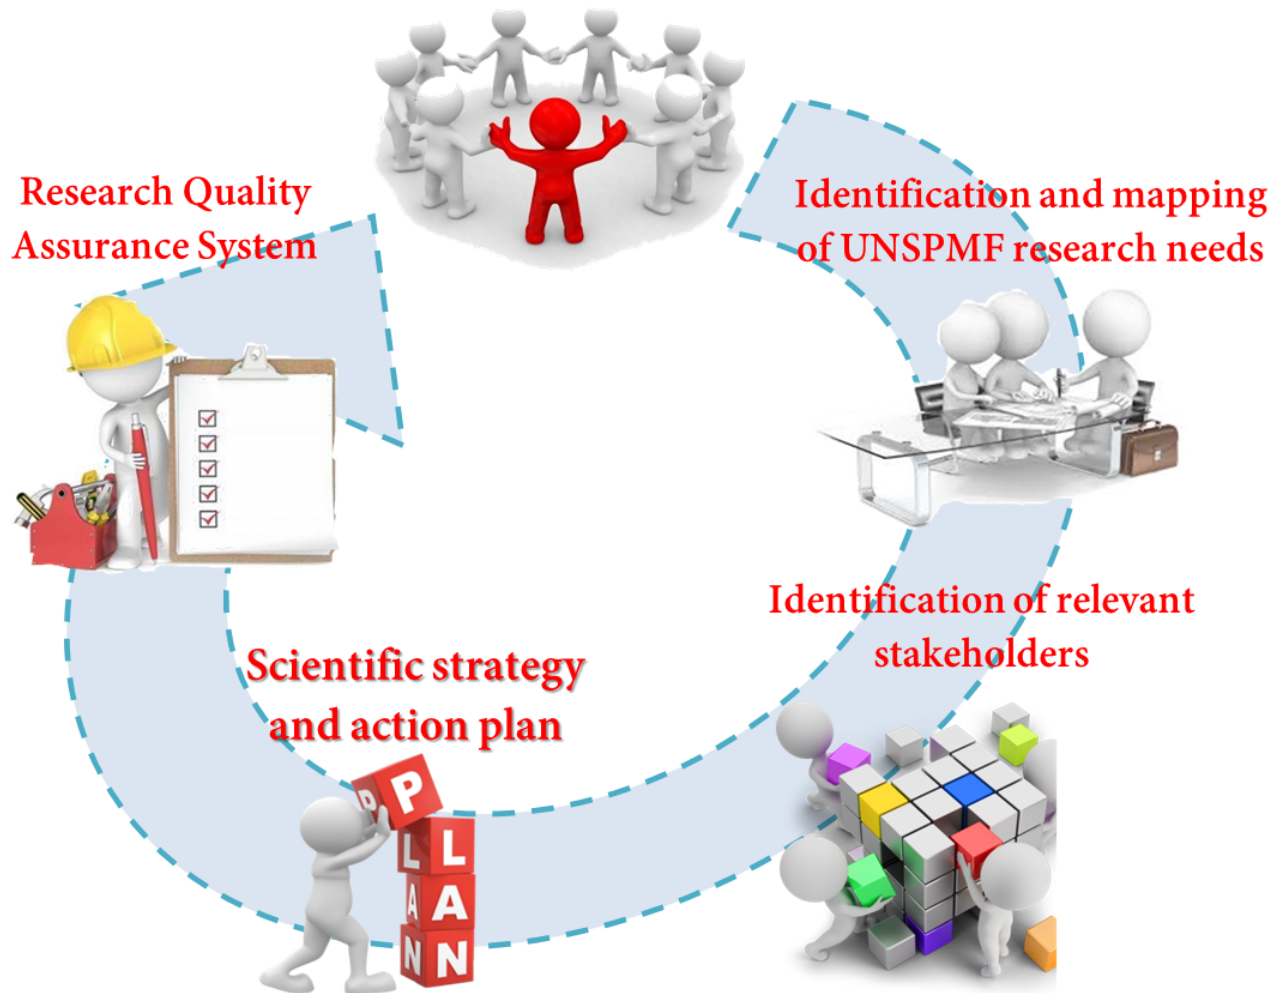 Research Quality
Assurance System
Identification and mapping
of UNSPMF research needs
Identification of relevant
stakeholders
Scientific strategy
and action plan
P
L
A
N
P
L
A
N